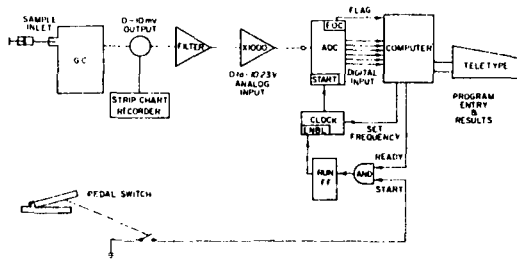 SAMPLE
INLET
0-10mv
OUTPUT
GC
FILTER
X1000
0 to -10.23V
ANALOG
INPUT
STRIP CHART
RECORDER
FLAG
EOC
ADC
START
DIGITAL
INPUT
COMPUTER
TELETYPE
PROGRAM
ENTRY
&
RESULTS
CLOCK
ENBL
SET
FREQUENCY
READY
RUN
FF
AND
START
PEDAL SWITCH